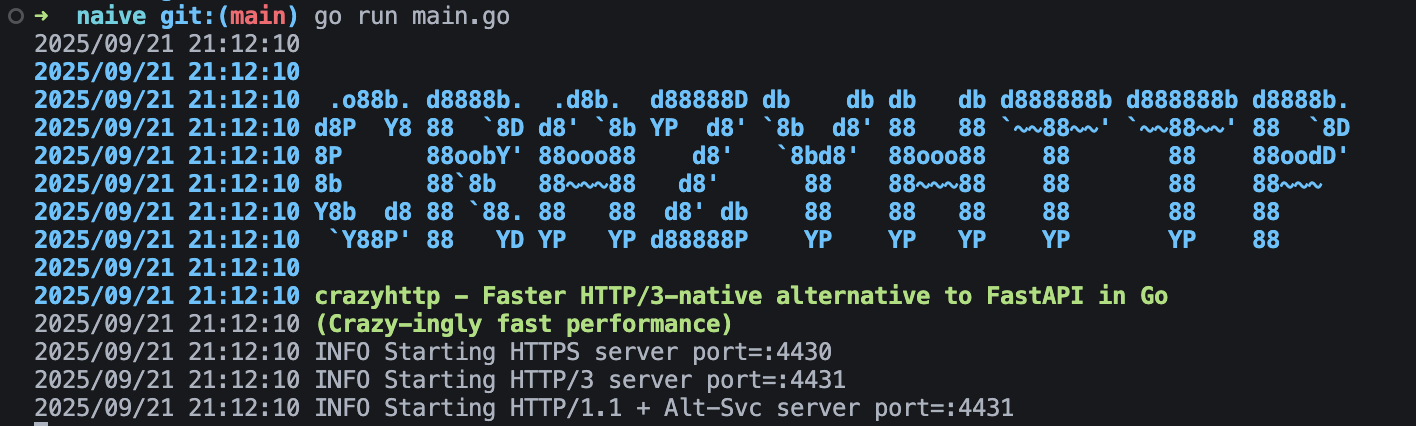 → naive git:(main) go run main.go
2025/09/21 21:12:10
2025/09/21 21:12:10
2025/09/21 21:12:10  .o88b. d8888b.  .d8b.  d88888D db    db db   db d888888b d888888b d8888b.
2025/09/21 21:12:10 d8P  Y8 88  `8D d8' `8b YP  d8' `8b  d8' 88   88 `~~88~~' `~~88~~' 88  `8D
2025/09/21 21:12:10 8P      88oobY' 88ooo88    d8'   `8bd8'  88ooo88    88       88    88oodD'
2025/09/21 21:12:10 8b      88`8b   88~~~88   d8'      88    88~~~88    88       88    88~~~
2025/09/21 21:12:10 Y8b  d8 88 `88. 88   88  d8' db    88    88   88    88       88    88
2025/09/21 21:12:10  `Y88P' 88   YD YP   YP d88888P    YP    YP   YP    YP       YP    88
2025/09/21 21:12:10
2025/09/21 21:12:10 crazyhttp - Faster HTTP/3-native alternative to FastAPI in Go
2025/09/21 21:12:10 (Crazy-ingly fast performance)
2025/09/21 21:12:10 INFO Starting HTTPS server port=:4430
2025/09/21 21:12:10 INFO Starting HTTP/3 server port=:4431
2025/09/21 21:12:10 INFO Starting HTTP/1.1 + Alt-Svc server port=:4431